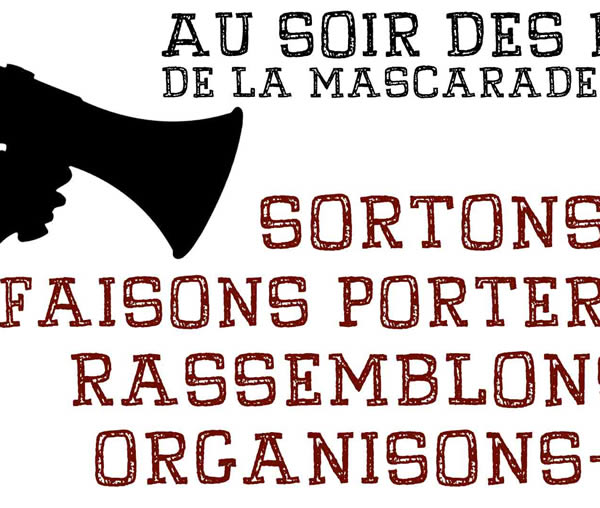 AU SOIR DES
DE LA MASCARADE
SORTONS
FAISONS PORTER
RASSEMBLONS
ORGANISONS-